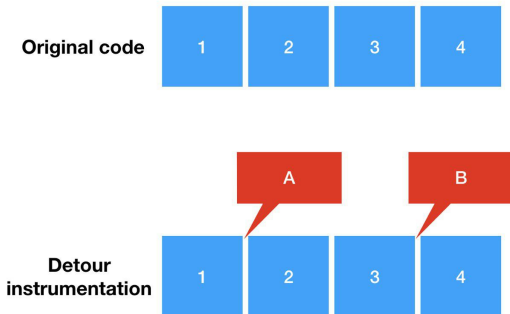 Original code
1 2 3 4
A B
Detour
instrumentation
1 2 3 4